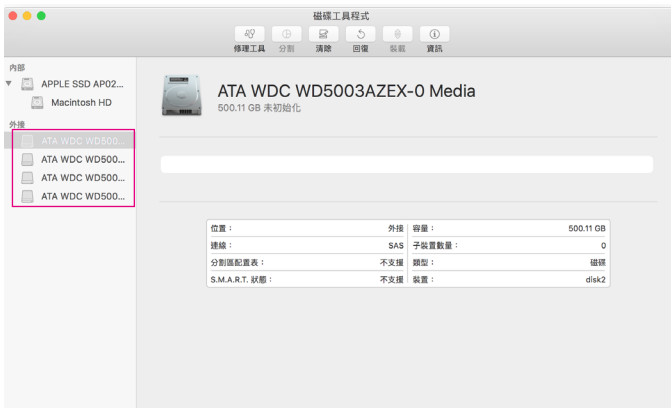 磁碟工具程式
修理工具 分割 清除 回復 裝載 資訊
內部
APPLE SSD AP02...
Macintosh HD
外接
ATA WDC WD500...
ATA WDC WD500...
ATA WDC WD500...
ATA WDC WD500...
ATA WDC WD5003AZEX-0 Media
500.11 GB 未初始化
位置： 外接 容量： 500.11 GB
連線： SAS 子裝置數量： 0
分割區配置表： 不支援 類型： 磁碟
S.M.A.R.T. 狀態： 不支援 裝置： disk2